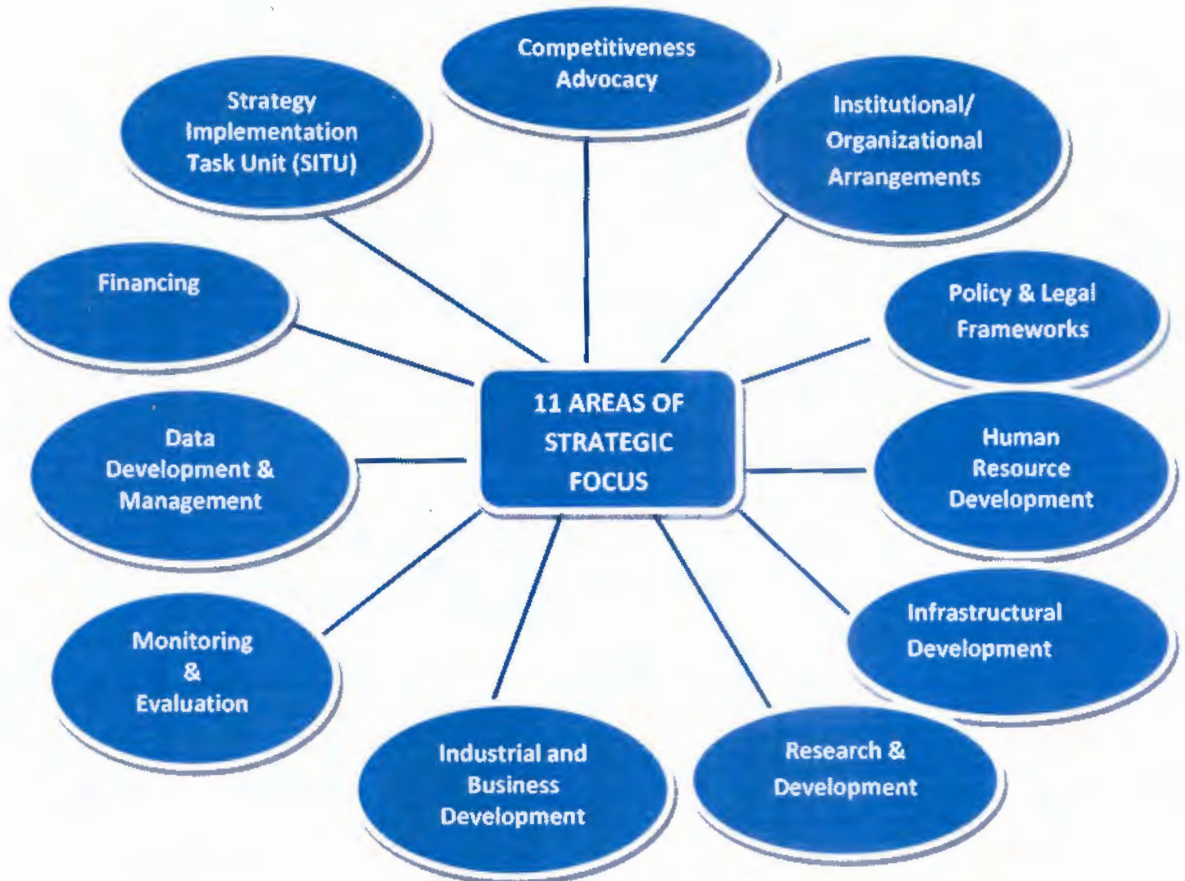 Competitiveness
Advocacy
Institutional/
Organizational
Arrangements
Policy & Legal
Frameworks
Human
Resource
Development
Infrastructural
Development
Research &
Development
Industrial and
Business
Development
Monitoring
&
Evaluation
Data
Development &
Management
Financing
Strategy
Implementation
Task Unit (SITU)
11 AREAS OF
STRATEGIC
FOCUS